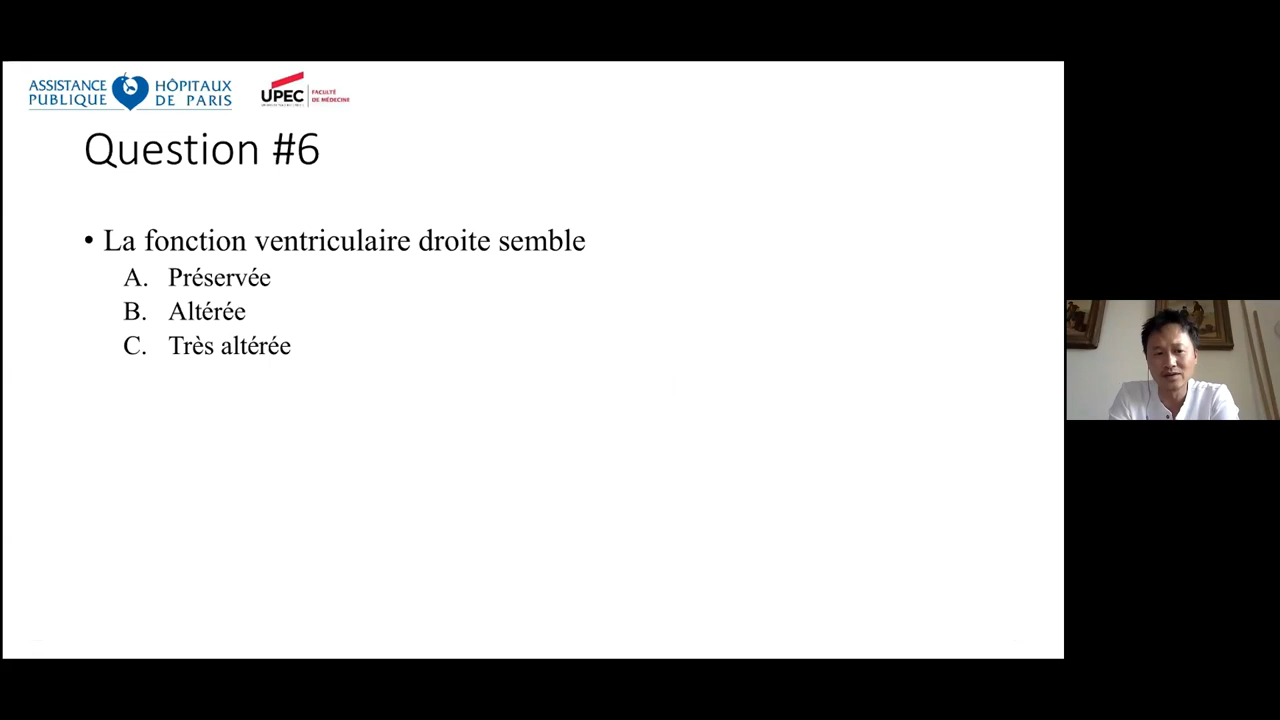 ASSISTANCE HÔPITAUX
PUBLIQUE DE PARIS
UPEC FACULTÉ
DE MÉDECINE
Question #6
• La fonction ventriculaire droite semble
A. Préservée
B. Altérée
C. Très altérée